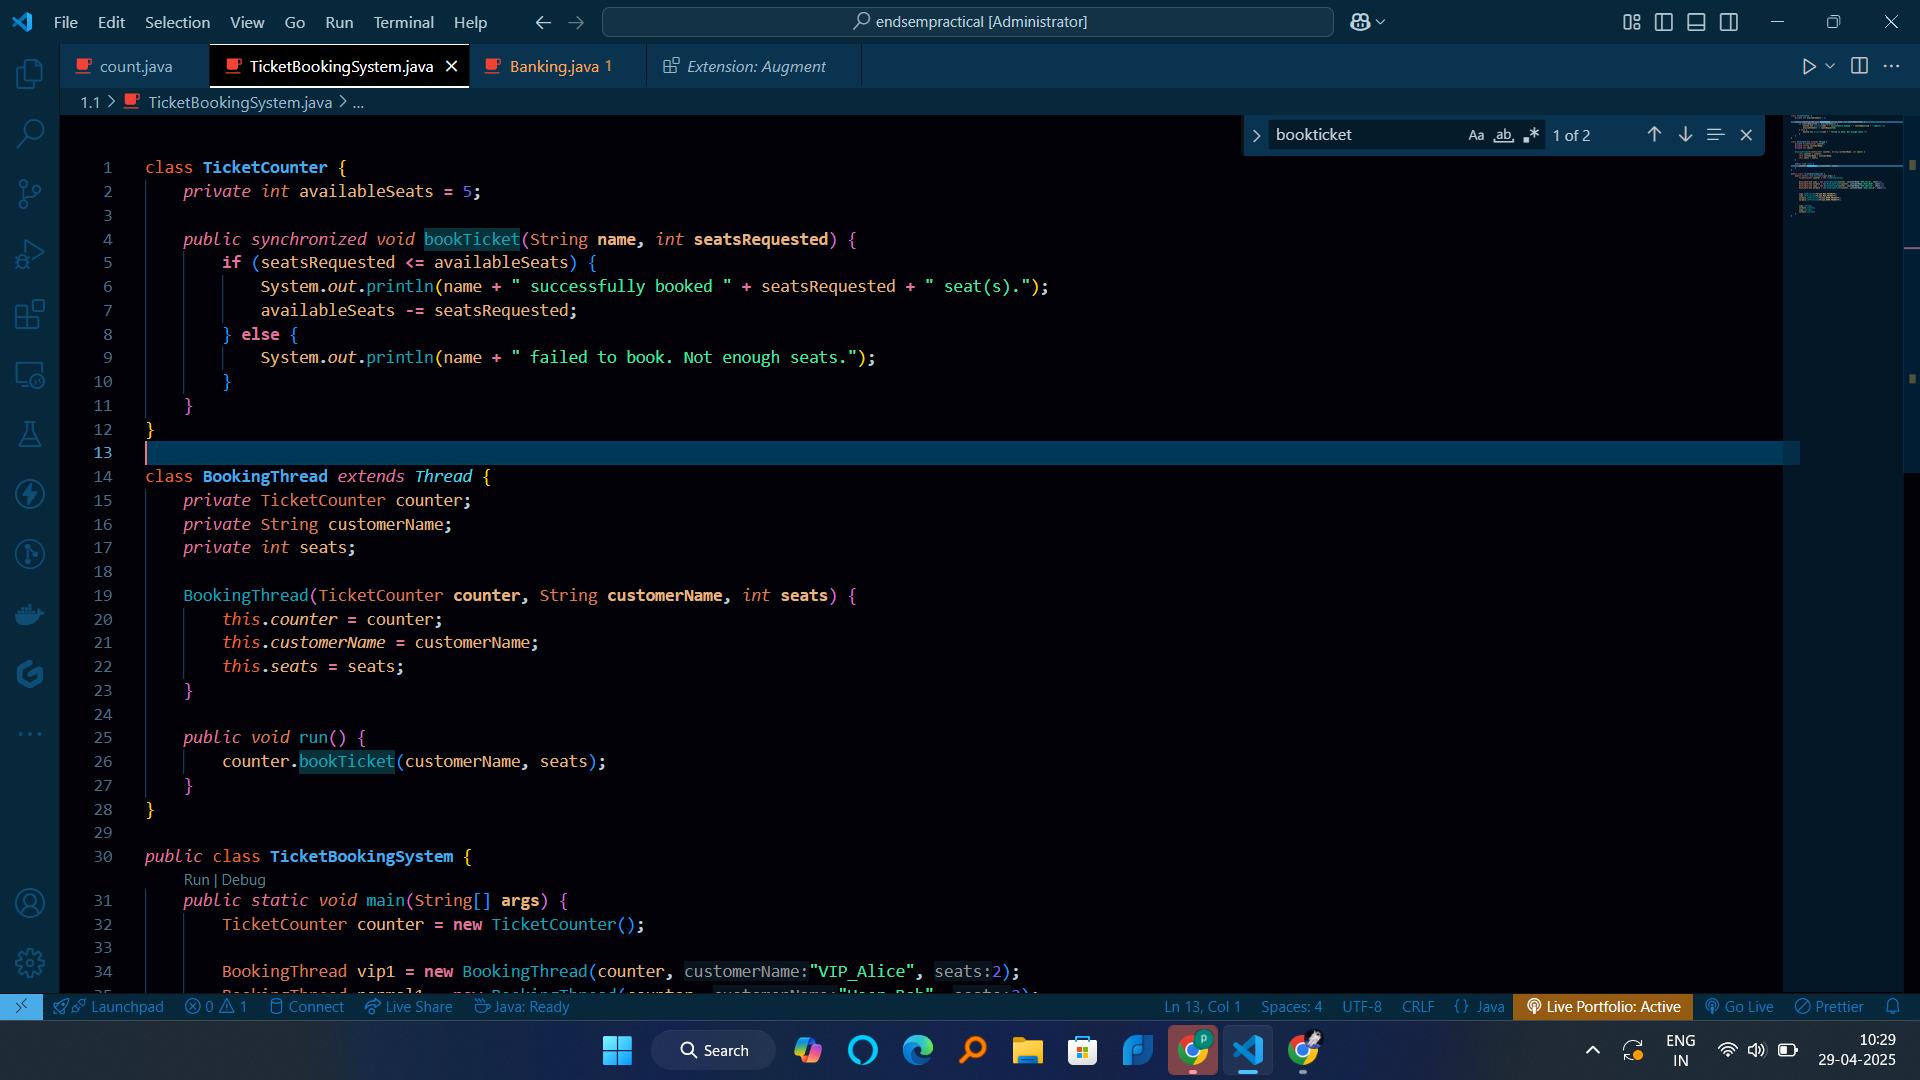 File Edit Selection View Go Run Terminal Help endsempractical [Administrator]
count.java TicketBookingSystem.java Banking.java 1 Extension: Augment
1.1 > TicketBookingSystem.java > ...
bookticket Aa ab 1 of 2
1 class TicketCounter {
2 private int availableSeats = 5;
3
4 public synchronized void bookTicket(String name, int seatsRequested) {
5 if (seatsRequested <= availableSeats) {
6 System.out.println(name + " successfully booked " + seatsRequested + " seat(s).");
7 availableSeats -= seatsRequested;
8 } else {
9 System.out.println(name + " failed to book. Not enough seats.");
10 }
11 }
12 }
13
14 class BookingThread extends Thread {
15 private TicketCounter counter;
16 private String customerName;
17 private int seats;
18
19 BookingThread(TicketCounter counter, String customerName, int seats) {
20 this.counter = counter;
21 this.customerName = customerName;
22 this.seats = seats;
23 }
24
25 public void run() {
26 counter.bookTicket(customerName, seats);
27 }
28 }
29
30 public class TicketBookingSystem {
Run | Debug
31 public static void main(String[] args) {
32 TicketCounter counter = new TicketCounter();
33
34 BookingThread vip1 = new BookingThread(counter, customerName:"VIP_Alice", seats:2);
Launchpad 0 1 Connect Live Share Java: Ready Ln 13, Col 1 Spaces: 4 UTF-8 CRLF {} Java Live Portfolio: Active Go Live Prettier
Search
ENG
IN
10:29
29-04-2025